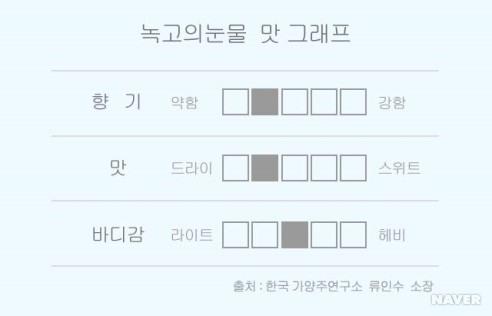 녹고의눈물 맛 그래프
향 기 약함 강함
맛 드라이 스위트
바디감 라이트 헤비
출처 : 한국 가양주연구소 류인수 소장
NAVER